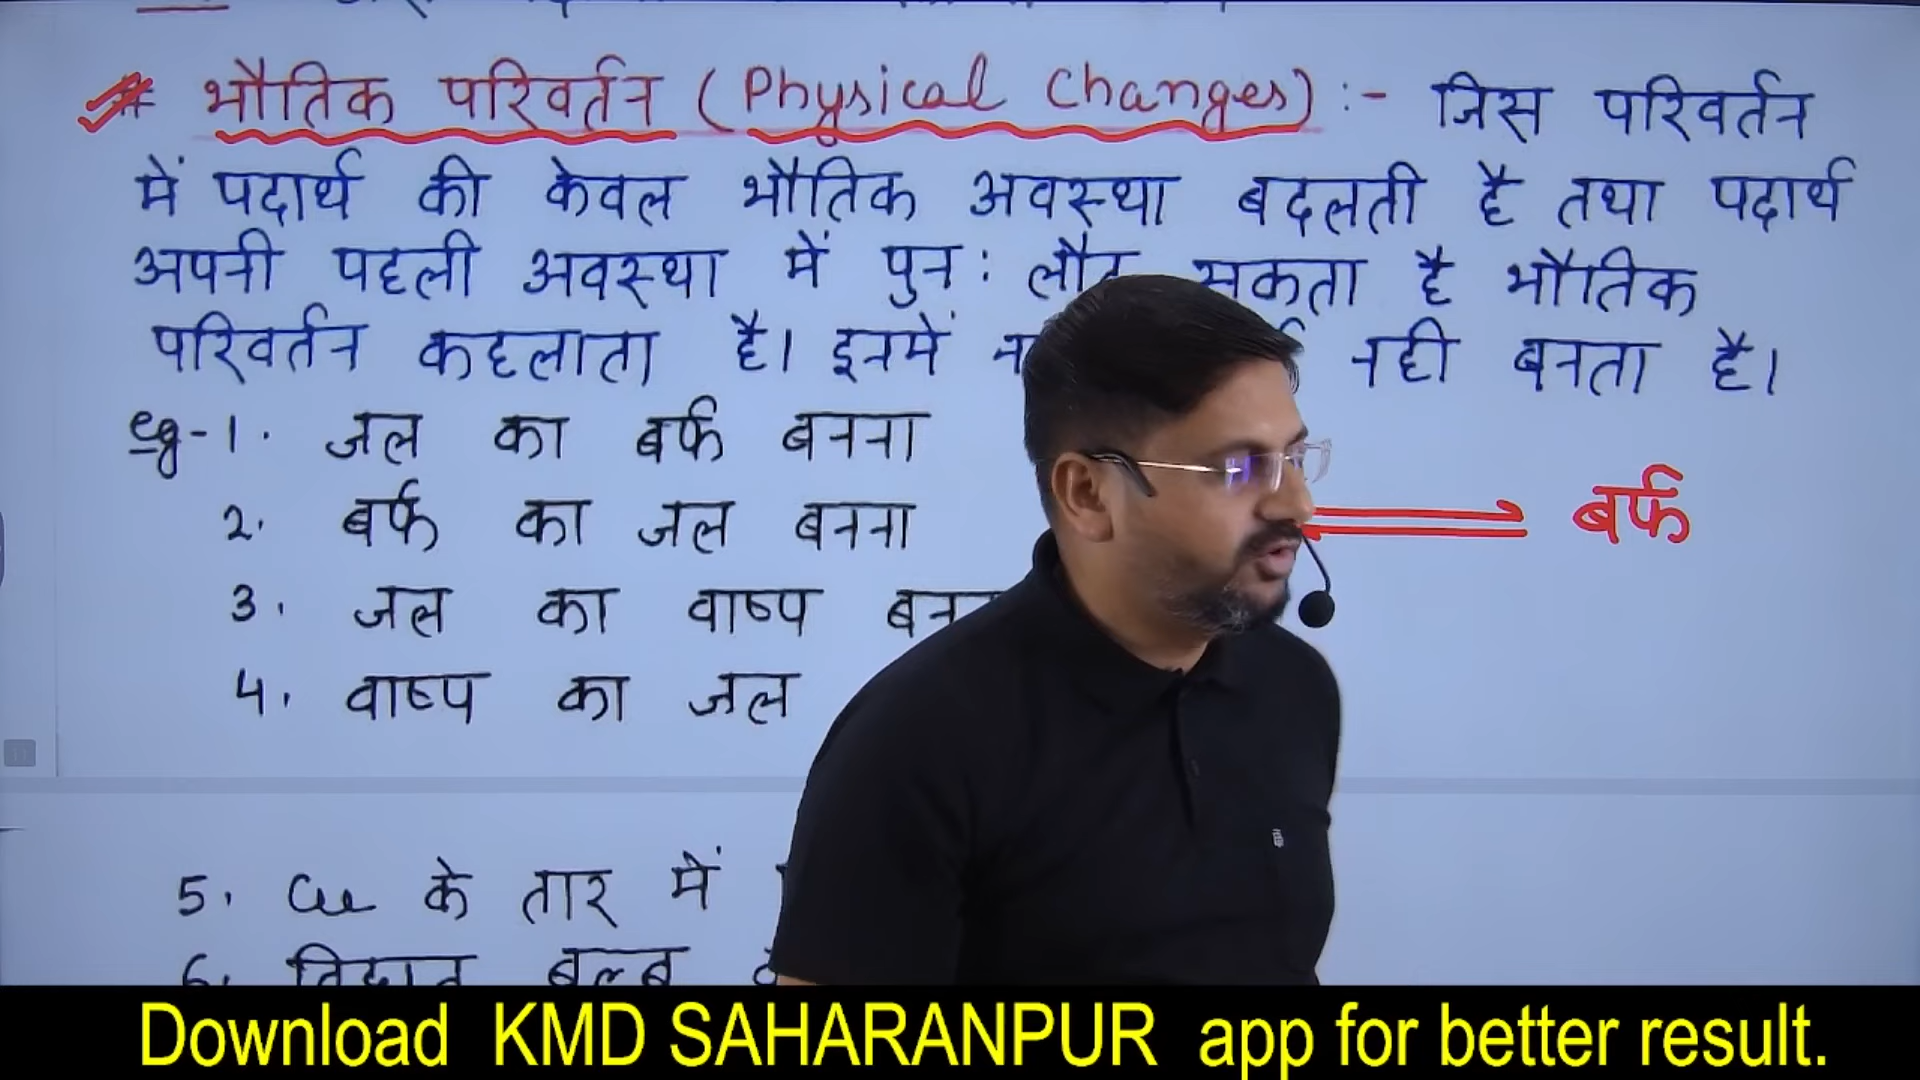 * भौतिक परिवर्तन (Physical Changes) :- जिस परिवर्तन
में पदार्थ की केवल भौतिक अवस्था बदलती है तथा पदार्थ
अपनी पहली अवस्था में पुन: सकता है भौतिक
परिवर्तन कहलाता है। इनमें नही बनता है।
eg-1. जल का बर्फ बनना
2. बर्फ का जल बनना
बर्फ
3. जल का वाष्प
4. वाष्प का जल
5. Cu के तार में
6. विद्युत बल्ब
Download KMD SAHARANPUR app for better result.